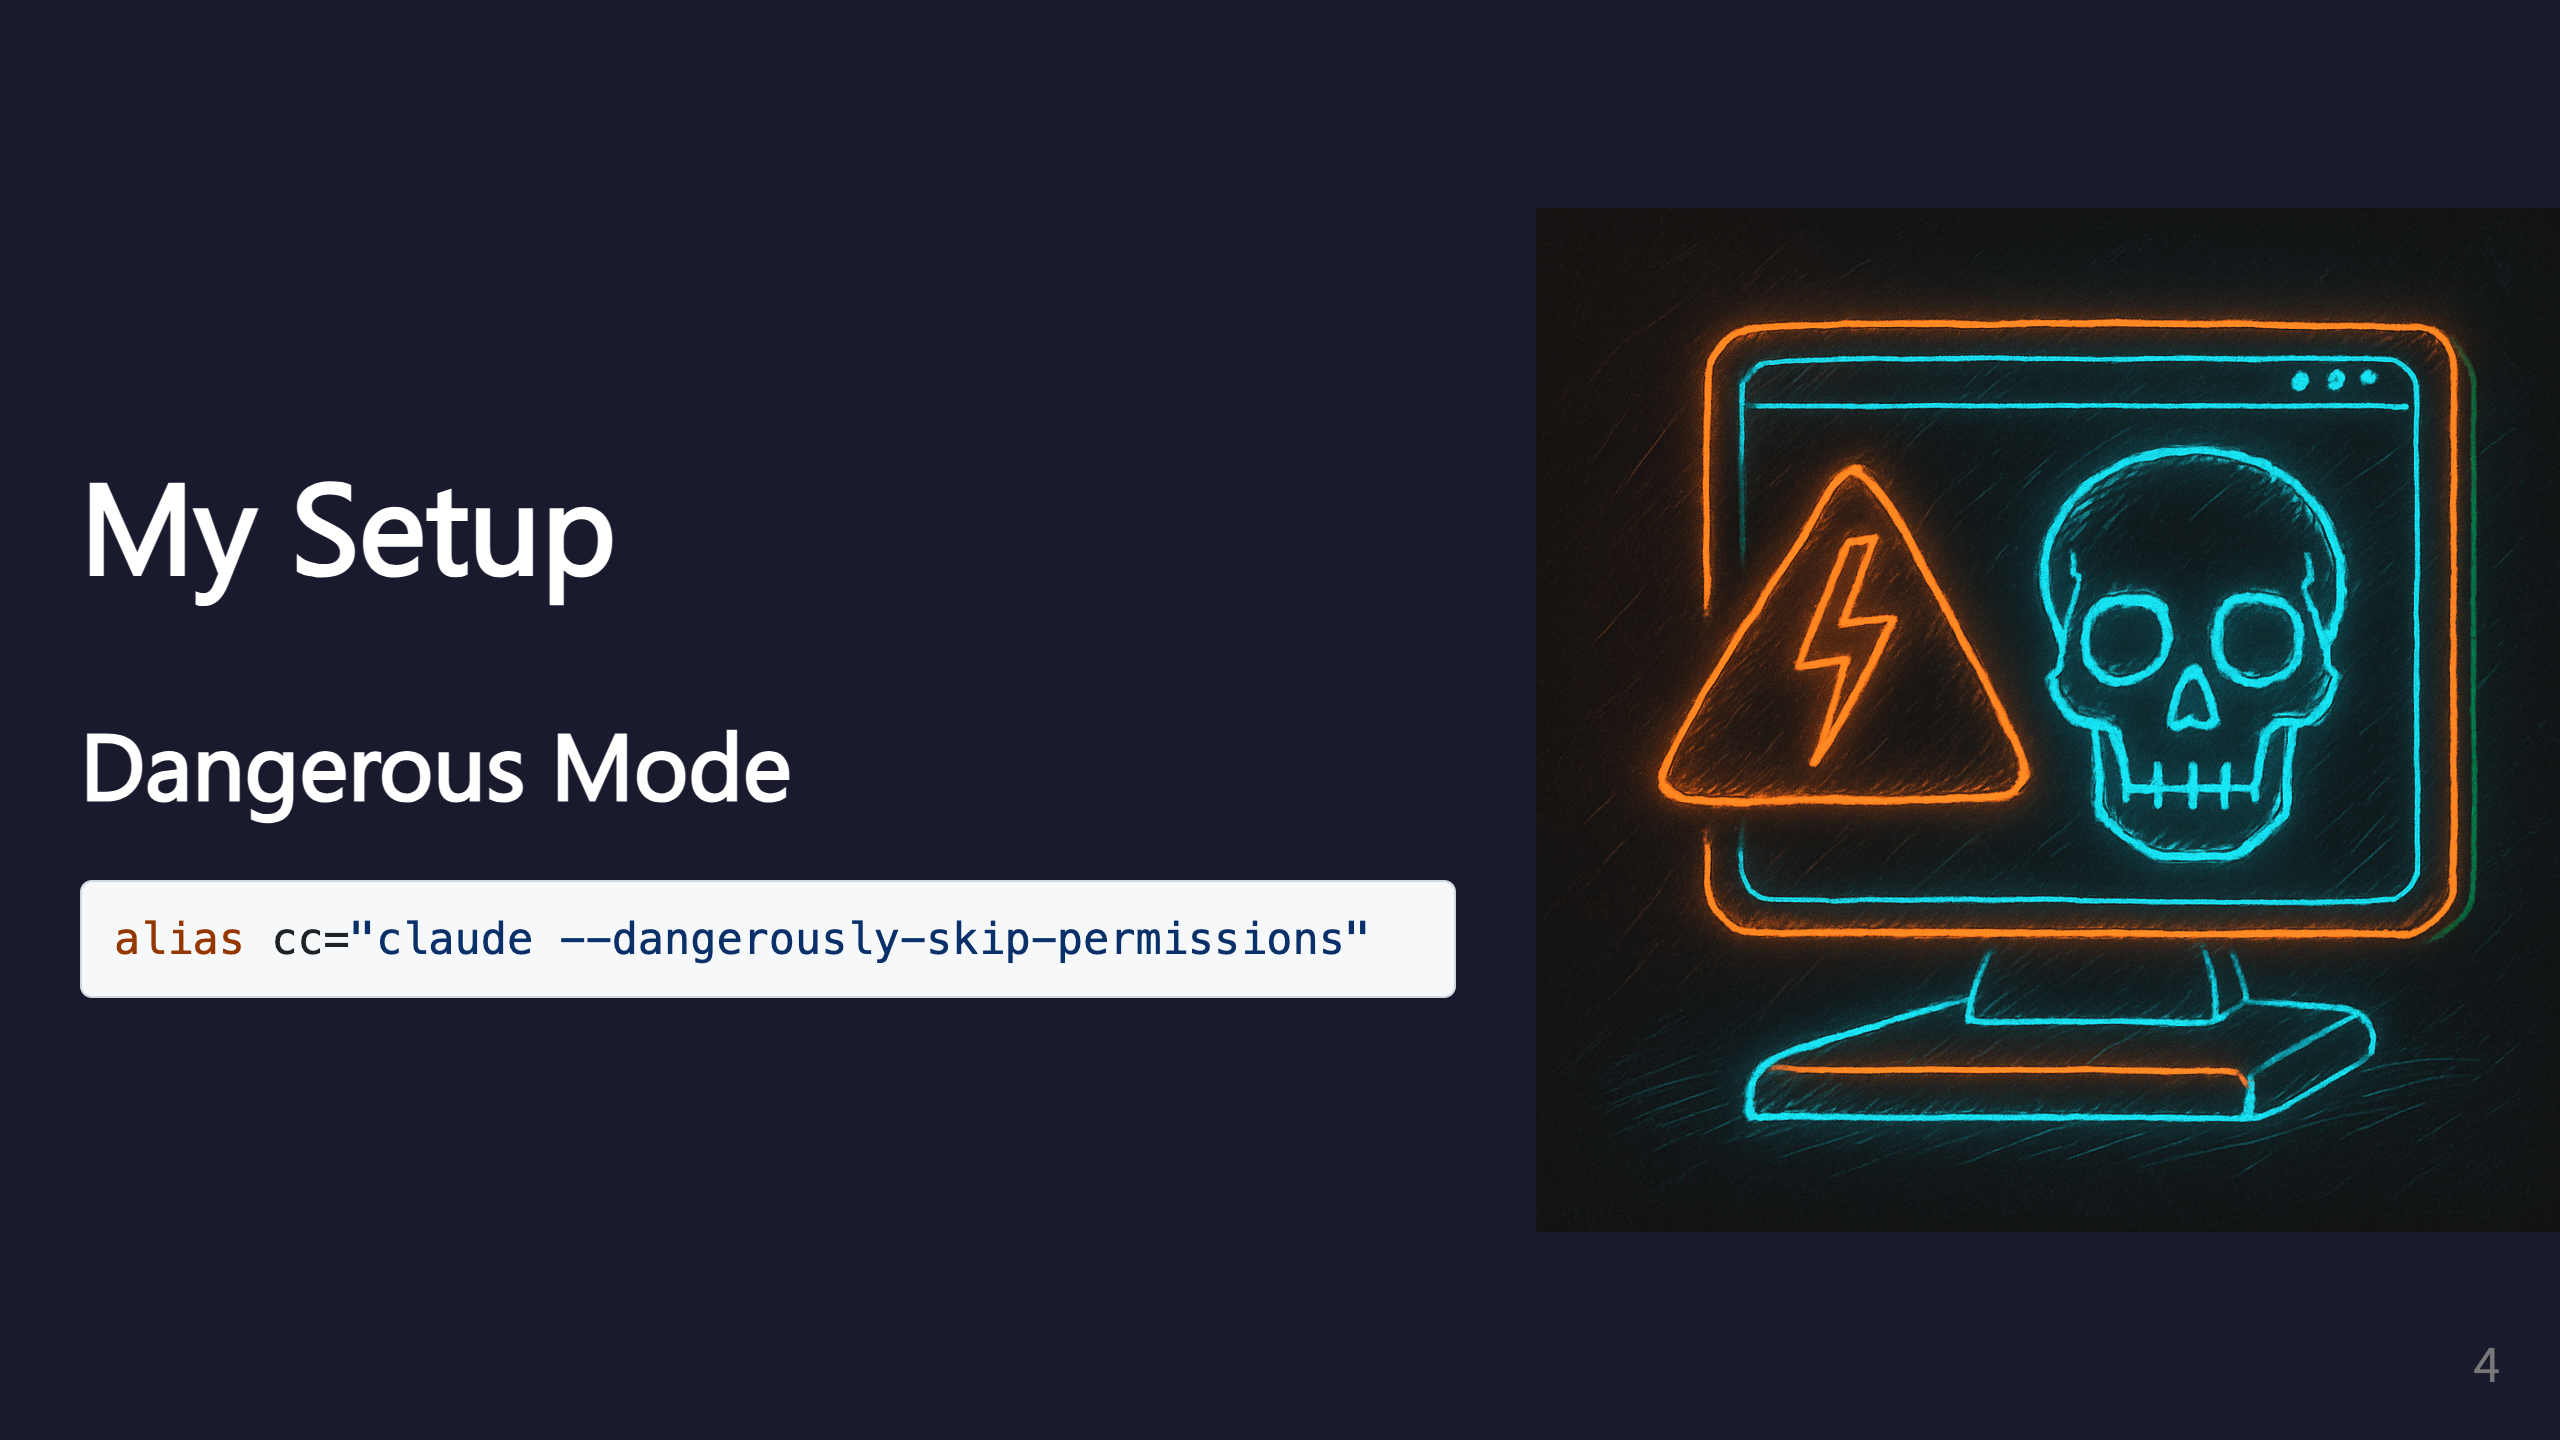 My Setup
Dangerous Mode
alias cc="claude --dangerously-skip-permissions"
4